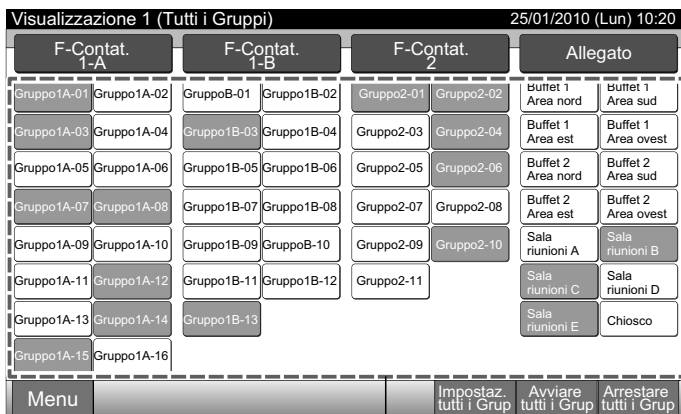 Visualizzazione 1 (Tutti i Gruppi) 25/01/2010 (Lun) 10:20
F-Contat. 1-A F-Contat. 1-B F-Contat. 2 Allegato
Gruppo1A-01 Gruppo1A-02 GruppoB-01 Gruppo1B-02 Gruppo2-01 Gruppo2-02 Buffet 1 Area nord Buffet 1 Area sud
Gruppo1A-03 Gruppo1A-04 Gruppo1B-03 Gruppo1B-04 Gruppo2-03 Gruppo2-04 Buffet 1 Area est Buffet 1 Area ovest
Gruppo1A-05 Gruppo1A-06 Gruppo1B-05 Gruppo1B-06 Gruppo2-05 Gruppo2-06 Buffet 2 Area nord Buffet 2 Area sud
Gruppo1A-07 Gruppo1A-08 Gruppo1B-07 Gruppo1B-08 Gruppo2-07 Gruppo2-08 Buffet 2 Area est Buffet 2 Area ovest
Gruppo1A-09 Gruppo1A-10 Gruppo1B-09 GruppoB-10 Gruppo2-09 Gruppo2-10 Sala riunioni A Sala riunioni B
Gruppo1A-11 Gruppo1A-12 Gruppo1B-11 Gruppo1B-12 Gruppo2-11 Sala riunioni C Sala riunioni D
Gruppo1A-13 Gruppo1A-14 Gruppo1B-13 Sala riunioni E Chiosco
Gruppo1A-15 Gruppo1A-16
Menu Impostaz. tutti i Grup Avviare tutti i Grup Arrestare tutti i Grup